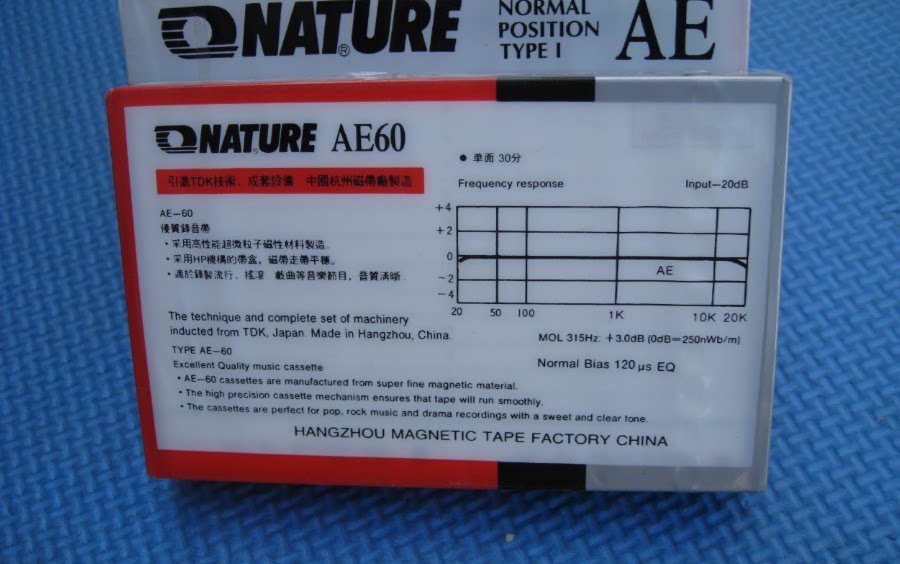 NATURE®
NORMAL
POSITION
TYPE I
AE
NATURE® AE60
引進TDK技術、成套設備 中國杭州磁帶廠製造
AE—60
優質錄音帶
·采用高性能超微粒子磁性材料製造.
·采用HP機構的帶盒, 磁帶走帶平穩.
·適於錄製流行、搖滾 戲曲等音樂節目, 音質清晰.
The technique and complete set of machinery
inducted from TDK, Japan. Made in Hangzhou, China.
TYPE AE—60
Excellent Quality music cassette
• AE—60 cassettes are manufactured from super fine magnetic material.
• The high precision cassette mechanism ensures that tape will run smoothly.
• The cassettes are perfect for pop, rock music and drama recordings with a sweet and clear tone.
● 单面 30分
Frequency response Input—20dB
+4
+2
0
−2
−4
AE
20 50 100 1K 10K 20K
MOL 315Hz: +3.0dB (0dB=250nWb/m)
Normal Bias 120 µs EQ
HANGZHOU MAGNETIC TAPE FACTORY CHINA